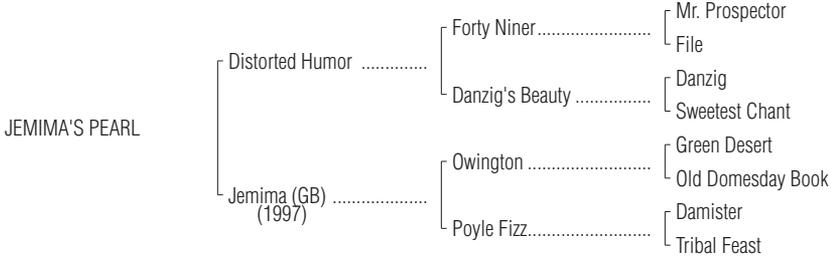 Mr. Prospector
Forty Niner........................
File
Distorted Humor ..............
Danzig
Danzig's Beauty ................
Sweetest Chant
JEMIMA'S PEARL
Green Desert
Owington ..........................
Old Domesday Book
Jemima (GB) ....................
(1997)
Damister
Poyle Fizz..........................
Tribal Feast